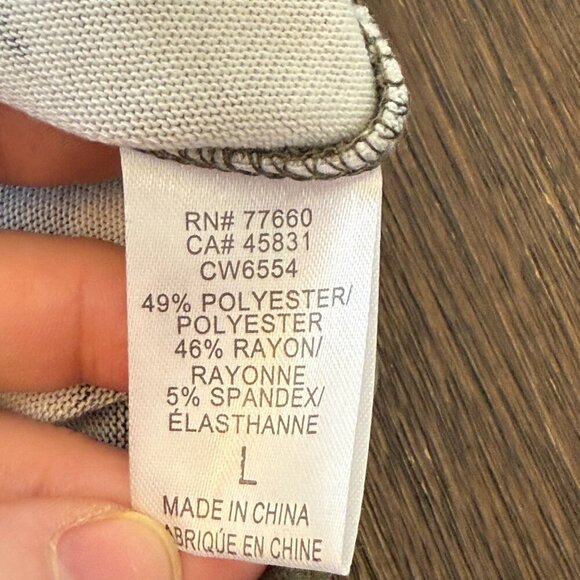 RN# 77660
CA# 45831
CW6554
49% POLYESTER/
POLYESTER
46% RAYON/
RAYONNE
5% SPANDEX/
ÉLASTHANNE
L
MADE IN CHINA
ABRIQUÉ EN CHINE